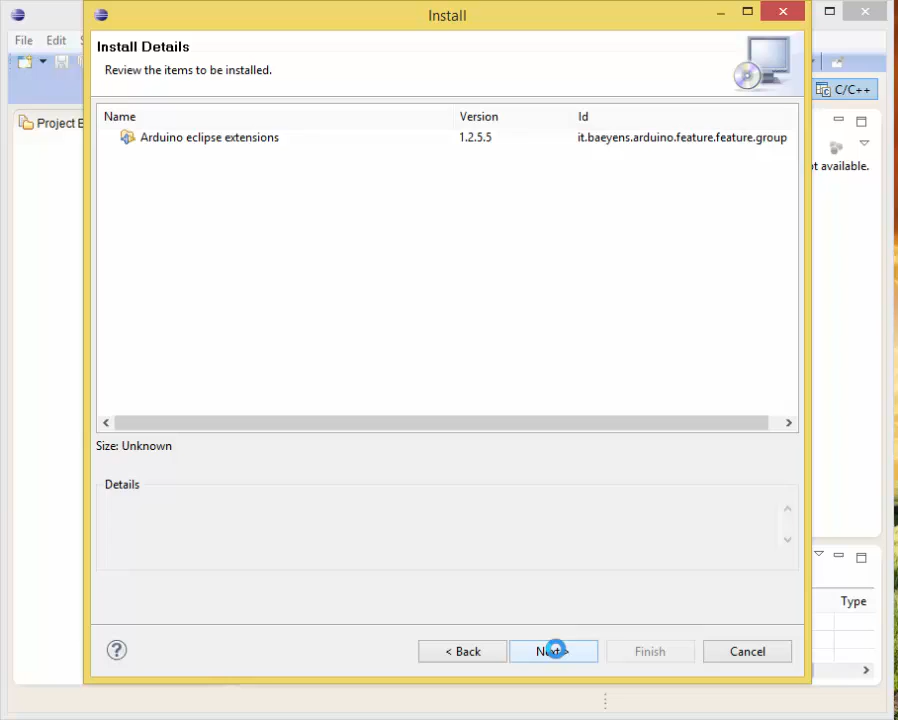 Install
File Edit
C/C++
Install Details
Review the items to be installed.
Name Version Id
Project E
Arduino eclipse extensions 1.2.5.5 it.baeyens.arduino.feature.feature.group
t available.
Size: Unknown
Details
Type
? < Back Next > Finish Cancel